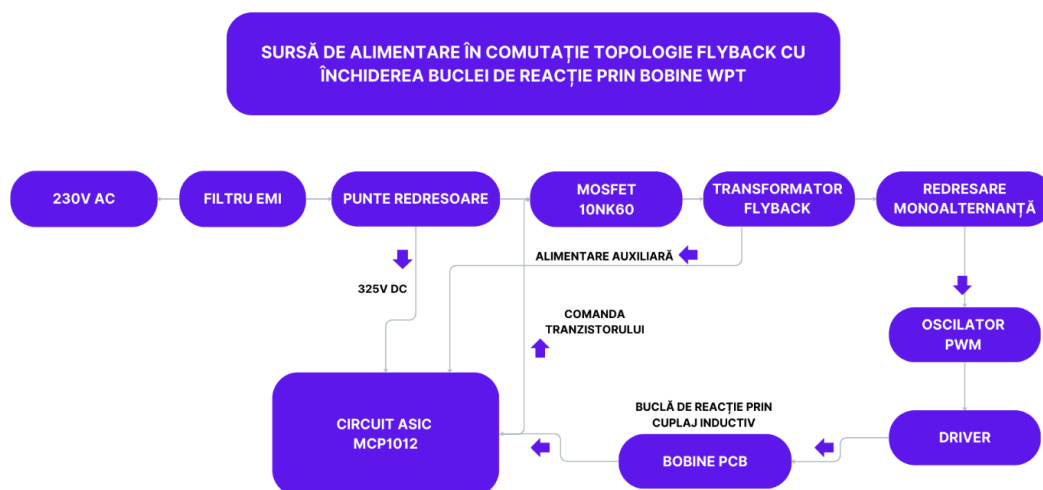 SURSĂ DE ALIMENTARE ÎN COMUTAȚIE TOPOLOGIE FLYBACK CU
ÎNCHIDEREA BUCLEI DE REACȚIE PRIN BOBINE WPT
230V AC
FILTRU EMI
PUNTE REDRESOARE
MOSFET
10NK60
TRANSFORMATOR
FLYBACK
REDRESARE
MONOALTERNANȚĂ
ALIMENTARE AUXILIARĂ
325V DC
COMANDA
TRANZISTORULUI
OSCILATOR
PWM
CIRCUIT ASIC
MCP1012
BUCLĂ DE REACȚIE PRIN
CUPLAJ INDUCTIV
BOBINE PCB
DRIVER